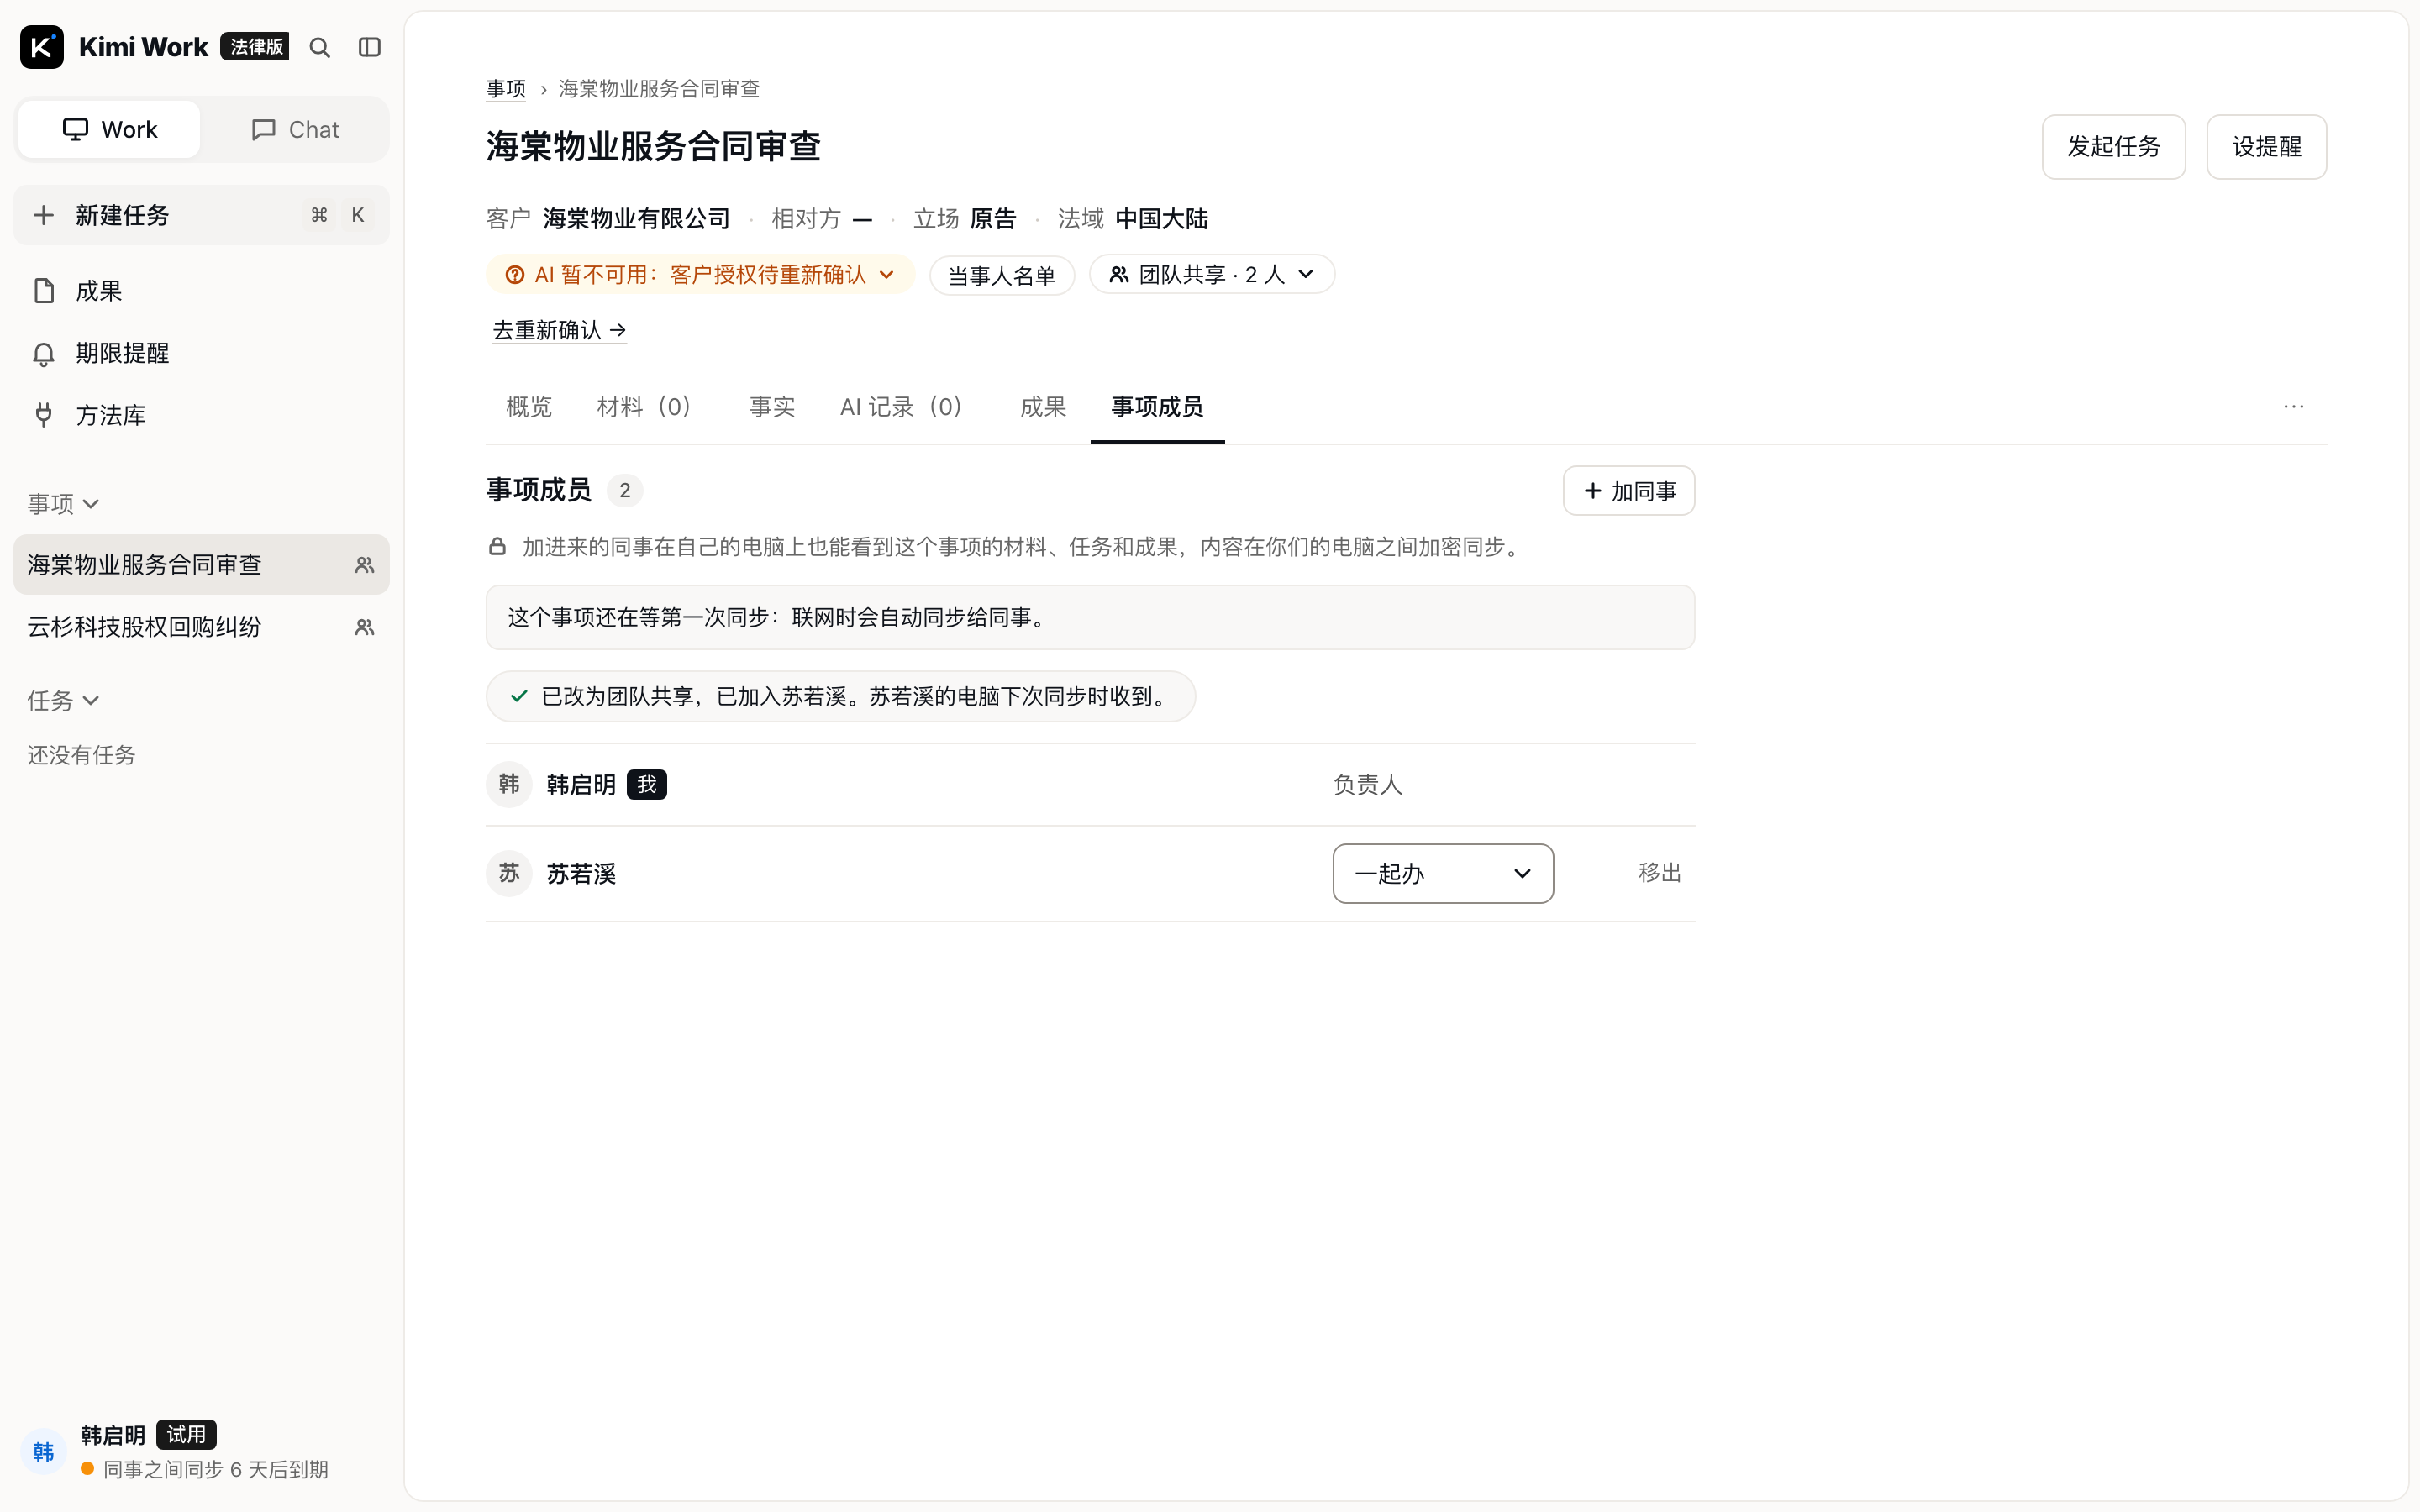 Kimi Work 法律版
Work
Chat
新建任务 ⌘ K
成果
期限提醒
方法库
事项
海棠物业服务合同审查
云杉科技股权回购纠纷
任务
还没有任务
韩 韩启明 试用
同事之间同步 6 天后到期
事项 › 海棠物业服务合同审查
海棠物业服务合同审查
发起任务
设提醒
客户 海棠物业有限公司 · 相对方 — · 立场 原告 · 法域 中国大陆
AI 暂不可用：客户授权待重新确认
当事人名单
团队共享 · 2 人
去重新确认 →
概览 材料（0） 事实 AI 记录（0） 成果 事项成员 ···
事项成员 2
+ 加同事
加进来的同事在自己的电脑上也能看到这个事项的材料、任务和成果，内容在你们的电脑之间加密同步。
这个事项还在等第一次同步：联网时会自动同步给同事。
已改为团队共享，已加入苏若溪。苏若溪的电脑下次同步时收到。
韩 韩启明 我 负责人
苏 苏若溪 一起办 移出